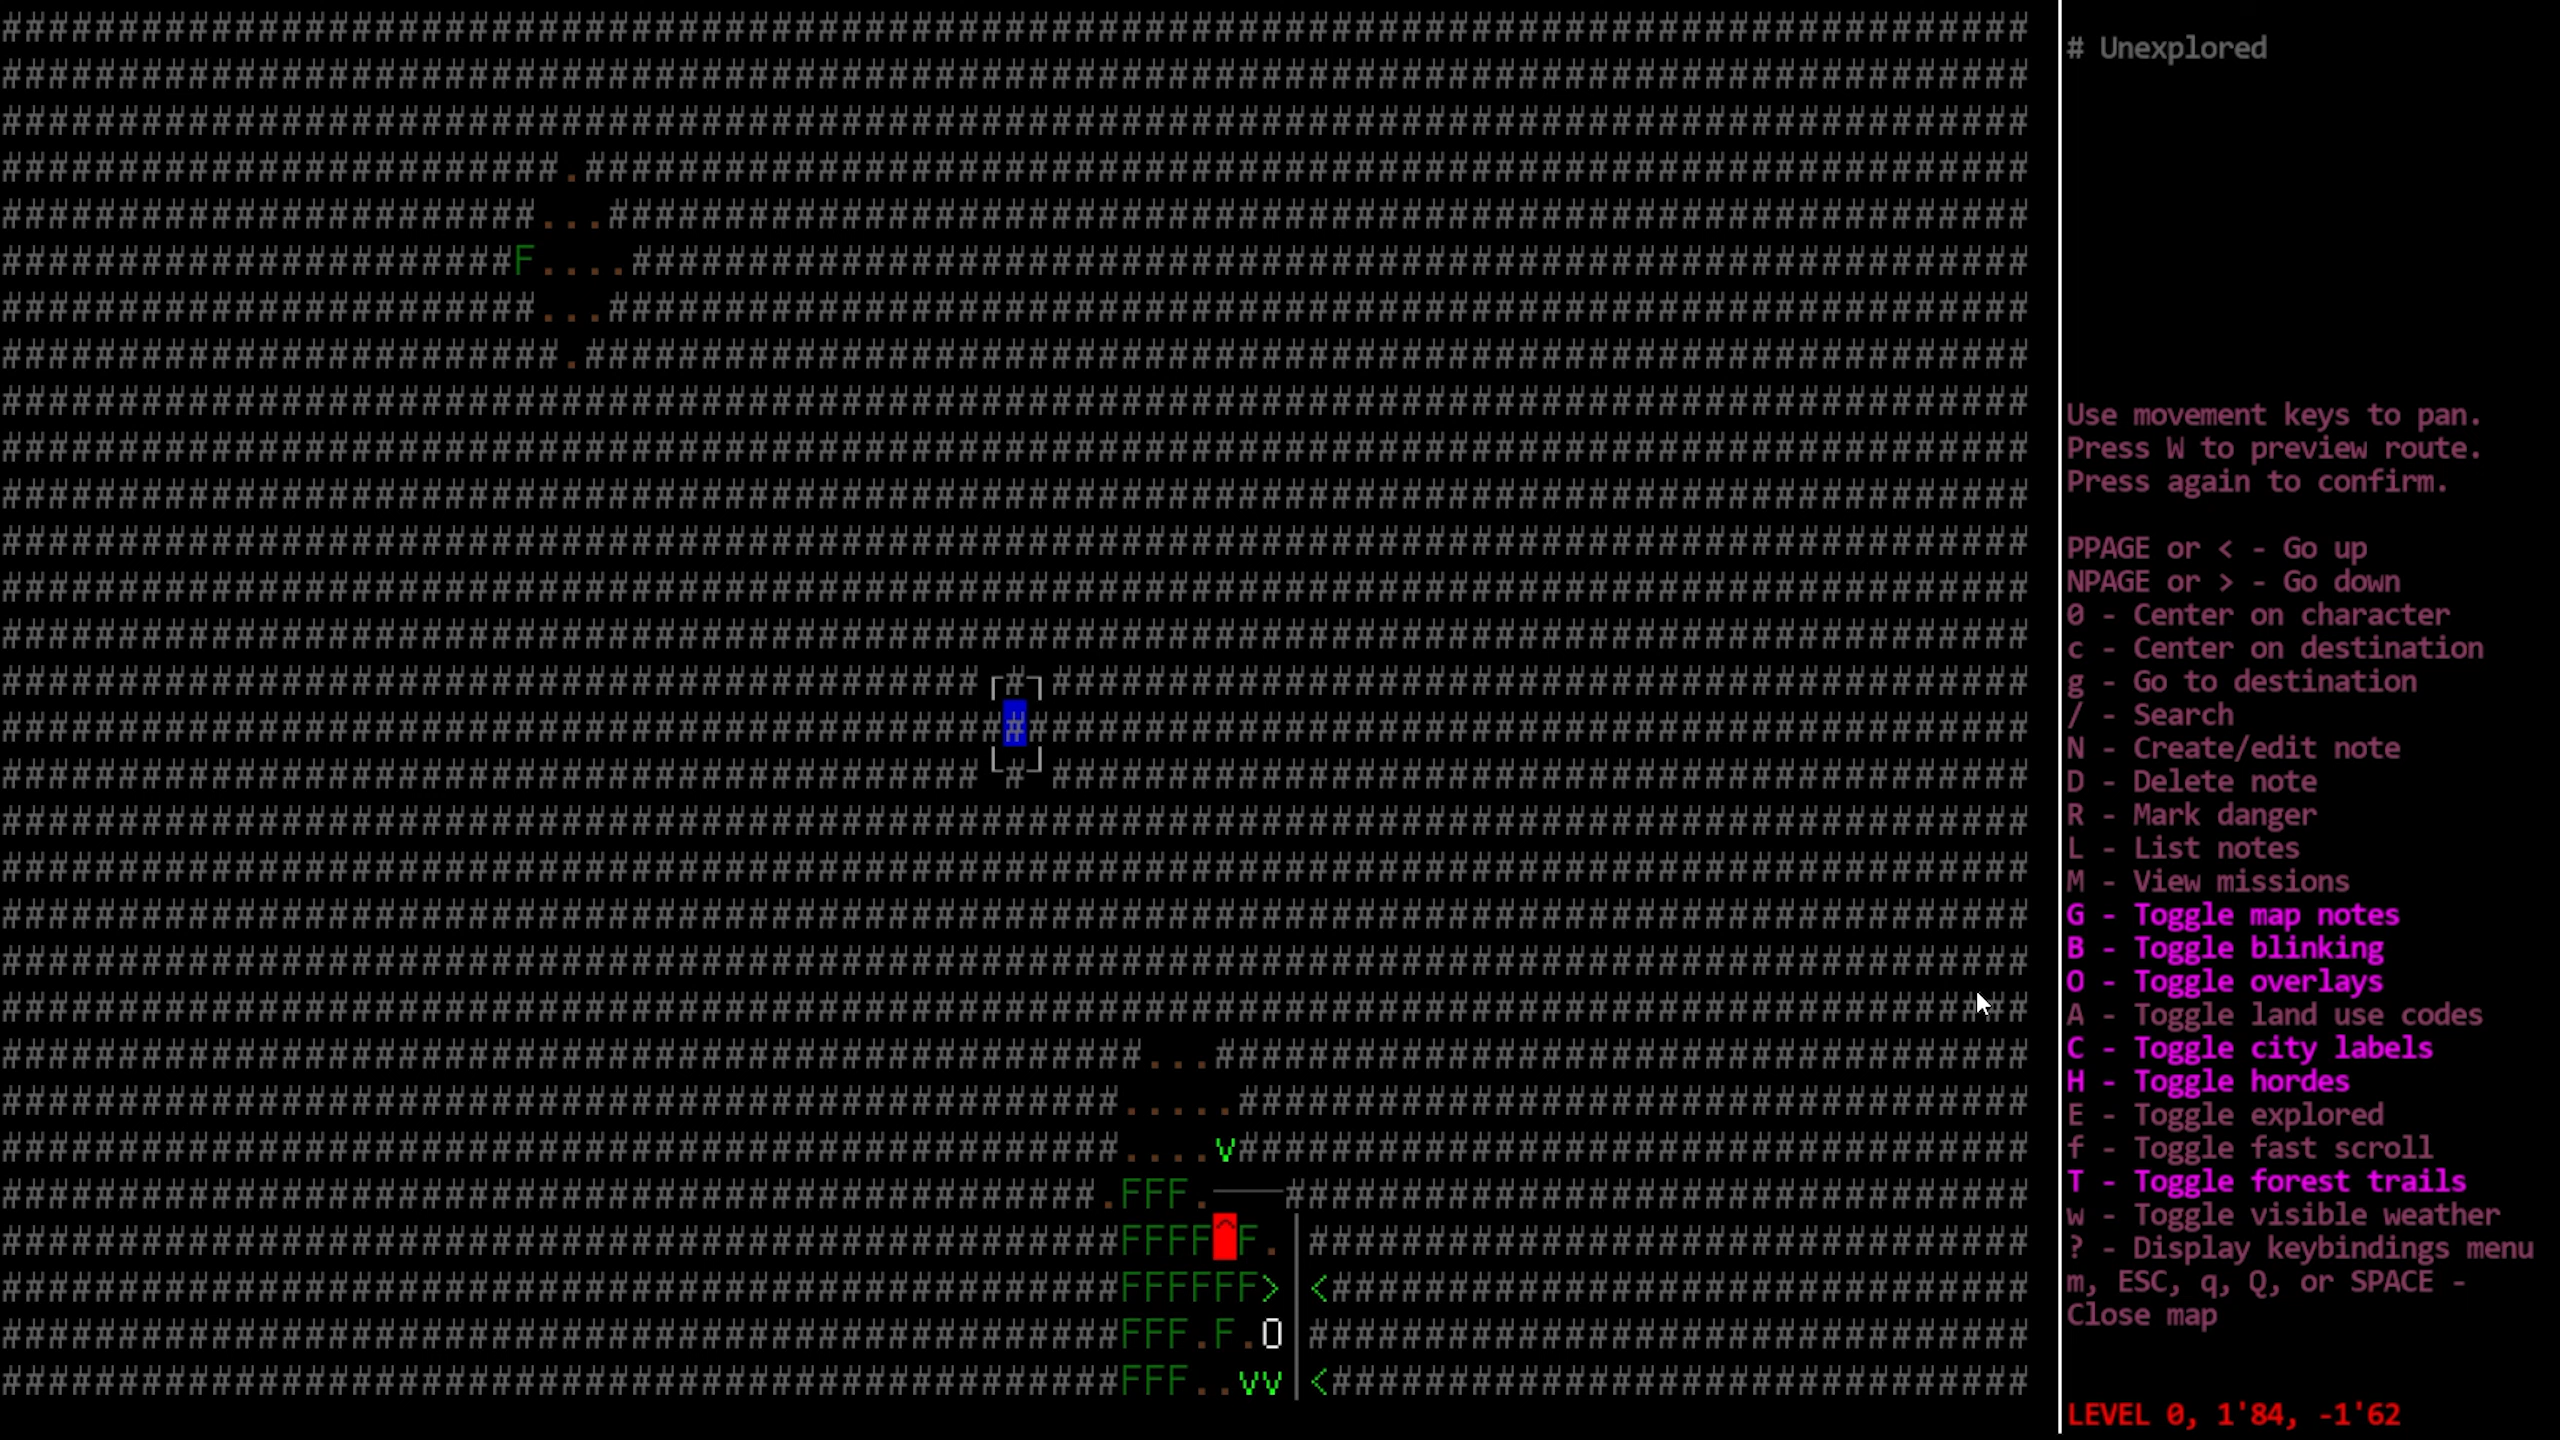 # Unexplored
Use movement keys to pan.
Press W to preview route.
Press again to confirm.
PPAGE or < - Go up
NPAGE or > - Go down
0 - Center on character
c - Center on destination
g - Go to destination
/ - Search
N - Create/edit note
D - Delete note
R - Mark danger
L - List notes
M - View missions
G - Toggle map notes
B - Toggle blinking
O - Toggle overlays
A - Toggle land use codes
C - Toggle city labels
H - Toggle hordes
E - Toggle explored
f - Toggle fast scroll
T - Toggle forest trails
w - Toggle visible weather
? - Display keybindings menu
m, ESC, q, Q, or SPACE -
Close map
LEVEL 0, 1'84, -1'62